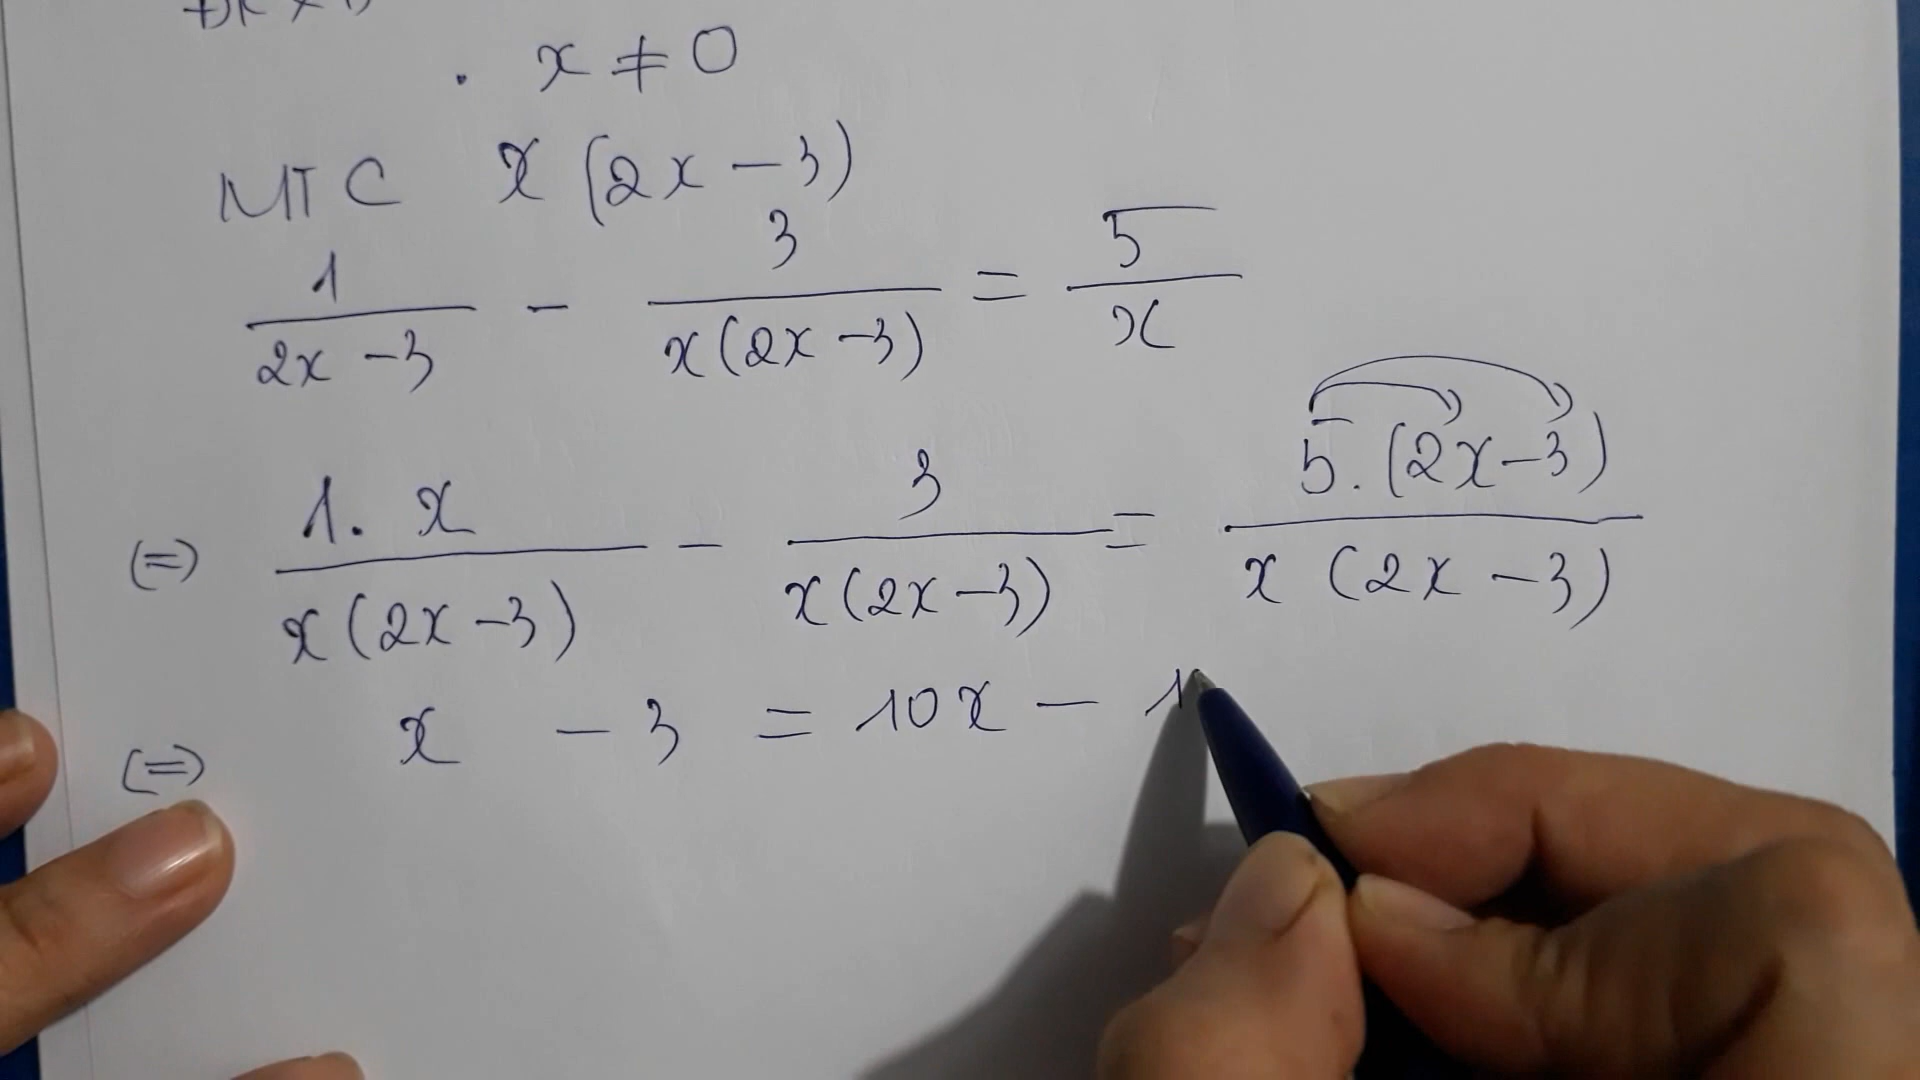 . x ≠ 0
MTC x (2x - 3)
1/(2x - 3) - 3/(x(2x - 3)) = 5/x
(=) 1. x/(x(2x - 3)) - 3/(x(2x - 3)) = 5. (2x - 3)/(x (2x - 3))
(=) x - 3 = 10x - 1